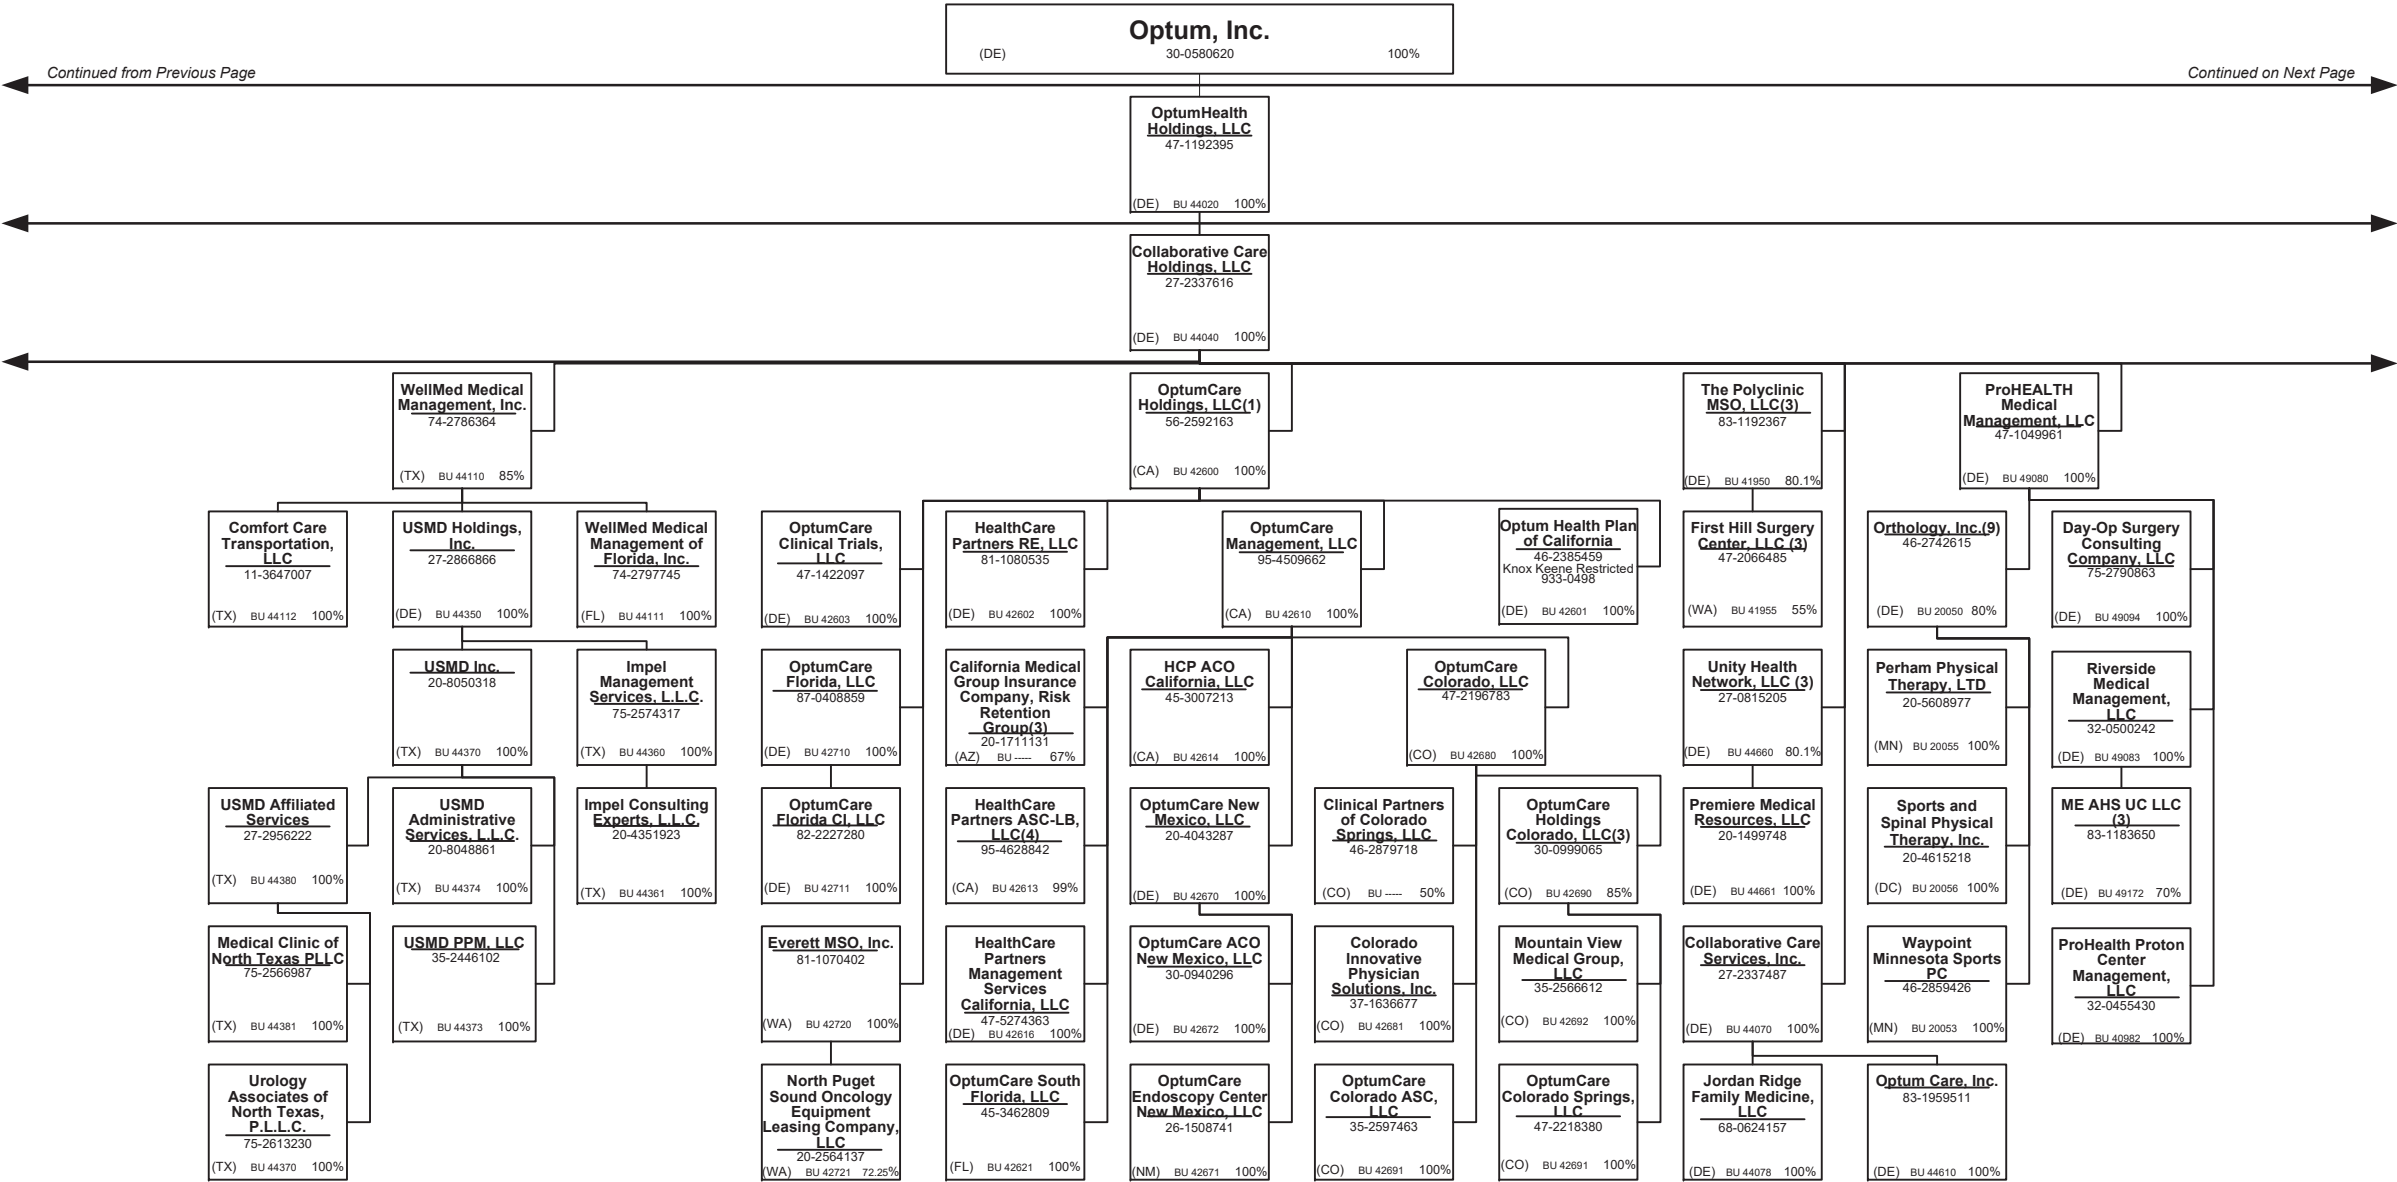 Optum, Inc.
(DE) 30-0580620 100%
Continued from Previous Page
Continued on Next Page
OptumHealth
Holdings, LLC
47-1192395
(DE) BU 44020 100%
Collaborative Care
Holdings, LLC
27-2337616
(DE) BU 44040 100%
WellMed Medical
Management, Inc.
74-2786364
(TX) BU 44110 85%
OptumCare
Holdings, LLC(1)
56-2592163
(CA) BU 42600 100%
The Polyclinic
MSO, LLC(3)
83-1192367
(DE) BU 41950 80.1%
ProHEALTH
Medical
Management, LLC
47-1049961
(DE) BU 49080 100%
Comfort Care
Transportation,
LLC
11-3647007
(TX) BU 44112 100%
USMD Holdings,
Inc.
27-2866866
(DE) BU 44350 100%
WellMed Medical
Management of
Florida, Inc.
74-2797745
(FL) BU 44111 100%
OptumCare
Clinical Trials,
LLC
47-1422097
(DE) BU 42603 100%
HealthCare
Partners RE, LLC
81-1080535
(DE) BU 42602 100%
OptumCare
Management, LLC
95-4509662
(CA) BU 42610 100%
Optum Health Plan
of California
46-2385459
Knox Keene Restricted
933-0498
(DE) BU 42601 100%
First Hill Surgery
Center, LLC (3)
47-2066485
(WA) BU 41955 55%
Orthology, Inc.(9)
46-2742615
(DE) BU 20050 80%
Day-Op Surgery
Consulting
Company, LLC
75-2790863
(DE) BU 49094 100%
USMD Inc.
20-8050318
(TX) BU 44370 100%
Impel
Management
Services, L.L.C.
75-2574317
(TX) BU 44360 100%
OptumCare
Florida, LLC
87-0408859
(DE) BU 42710 100%
California Medical
Group Insurance
Company, Risk
Retention
Group(3)
20-1711131
(AZ) BU ----- 67%
HCP ACO
California, LLC
45-3007213
(CA) BU 42614 100%
OptumCare
Colorado, LLC
47-2196783
(CO) BU 42680 100%
Unity Health
Network, LLC (3)
27-0815205
(DE) BU 44660 80.1%
Perham Physical
Therapy, LTD
20-5608977
(MN) BU 20055 100%
Riverside
Medical
Management,
LLC
32-0500242
(DE) BU 49083 100%
USMD Affiliated
Services
27-2956222
(TX) BU 44380 100%
USMD
Administrative
Services, L.L.C.
20-8048861
(TX) BU 44374 100%
Impel Consulting
Experts, L.L.C.
20-4351923
(TX) BU 44361 100%
OptumCare
Florida CI, LLC
82-2227280
(DE) BU 42711 100%
HealthCare
Partners ASC-LB,
LLC(4)
95-4628842
(CA) BU 42613 99%
OptumCare New
Mexico, LLC
20-4043287
(DE) BU 42670 100%
Clinical Partners
of Colorado
Springs, LLC
46-2879718
(CO) BU ----- 50%
OptumCare
Holdings
Colorado, LLC(3)
30-0999065
(CO) BU 42690 85%
Premiere Medical
Resources, LLC
20-1499748
(DE) BU 44661 100%
Sports and
Spinal Physical
Therapy, Inc.
20-4615218
(DC) BU 20056 100%
ME AHS UC LLC
(3)
83-1183650
(DE) BU 49172 70%
Medical Clinic of
North Texas PLLC
75-2566987
(TX) BU 44381 100%
USMD PPM, LLC
35-2446102
(TX) BU 44373 100%
Everett MSO, Inc.
81-1070402
(WA) BU 42720 100%
HealthCare
Partners
Management
Services
California, LLC
47-5274363
(DE) BU 42616 100%
OptumCare ACO
New Mexico, LLC
30-0940296
(DE) BU 42672 100%
Colorado
Innovative
Physician
Solutions, Inc.
37-1636677
(CO) BU 42681 100%
Mountain View
Medical Group,
LLC
35-2566612
(CO) BU 42692 100%
Collaborative Care
Services, Inc.
27-2337487
(DE) BU 44070 100%
Waypoint
Minnesota Sports
PC
46-2859426
(MN) BU 20053 100%
ProHealth Proton
Center
Management,
LLC
32-0455430
(DE) BU 40982 100%
Urology
Associates of
North Texas,
P.L.L.C.
75-2613230
(TX) BU 44370 100%
North Puget
Sound Oncology
Equipment
Leasing Company,
LLC
20-2564137
(WA) BU 42721 72.25%
OptumCare South
Florida, LLC
45-3462809
(FL) BU 42621 100%
OptumCare
Endoscopy Center
New Mexico, LLC
26-1508741
(NM) BU 42671 100%
OptumCare
Colorado ASC,
LLC
35-2597463
(CO) BU 42691 100%
OptumCare
Colorado Springs,
LLC
47-2218380
(CO) BU 42691 100%
Jordan Ridge
Family Medicine,
LLC
68-0624157
(DE) BU 44078 100%
Optum Care, Inc.
83-1959511
(DE) BU 44610 100%